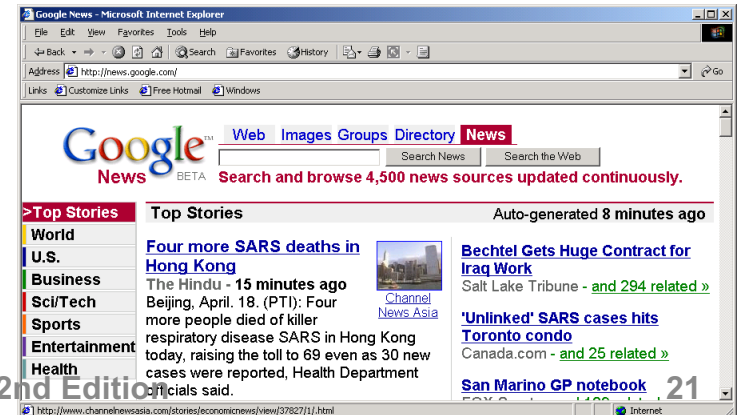 Google News - Microsoft Internet Explorer
File Edit View Favorites Tools Help
Back Search Favorites History
Address http://news.google.com/ Go
Links Customize Links Free Hotmail Windows
Web Images Groups Directory News
Google™
Search News Search the Web
News BETA Search and browse 4,500 news sources updated continuously.
>Top Stories
World
U.S.
Business
Sci/Tech
Sports
Entertainment
Health
Top Stories Auto-generated 8 minutes ago
Four more SARS deaths in
Hong Kong
The Hindu - 15 minutes ago
Beijing, April. 18. (PTI): Four
more people died of killer
respiratory disease SARS in Hong Kong
today, raising the toll to 69 even as 30 new
cases were reported, Health Department
officials said.
Channel
News Asia
Bechtel Gets Huge Contract for
Iraq Work
Salt Lake Tribune - and 294 related »
'Unlinked' SARS cases hits
Toronto condo
Canada.com - and 25 related »
San Marino GP notebook
2nd Edition 21
http://www.channelnewsasia.com/stories/economicnews/view/37827/1/.html Internet